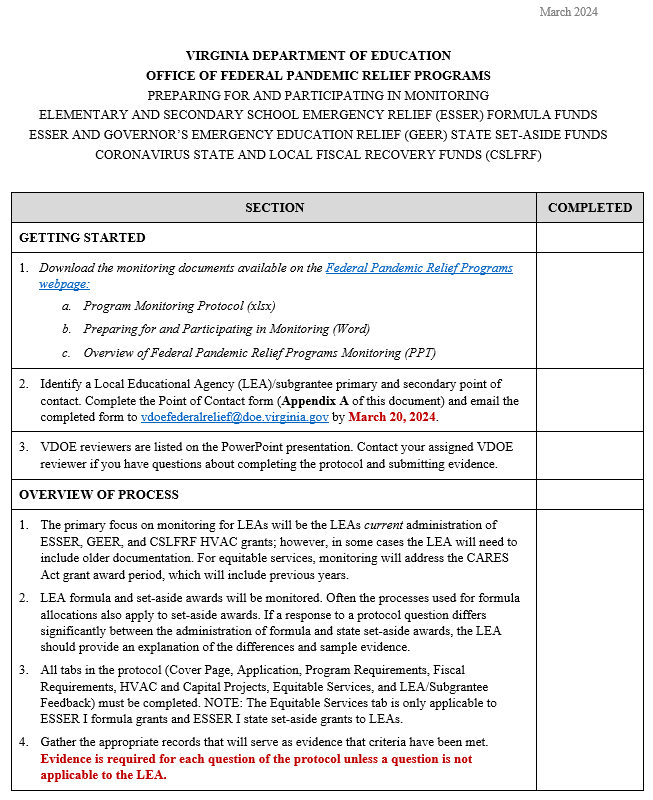 March 2024
VIRGINIA DEPARTMENT OF EDUCATION
OFFICE OF FEDERAL PANDEMIC RELIEF PROGRAMS
PREPARING FOR AND PARTICIPATING IN MONITORING
ELEMENTARY AND SECONDARY SCHOOL EMERGENCY RELIEF (ESSER) FORMULA FUNDS
ESSER AND GOVERNOR'S EMERGENCY EDUCATION RELIEF (GEER) STATE SET-ASIDE FUNDS
CORONAVIRUS STATE AND LOCAL FISCAL RECOVERY FUNDS (CSLFRF)
SECTION COMPLETED
GETTING STARTED
1. Download the monitoring documents available on the Federal Pandemic Relief Programs
webpage:
a. Program Monitoring Protocol (xlsx)
b. Preparing for and Participating in Monitoring (Word)
c. Overview of Federal Pandemic Relief Programs Monitoring (PPT)
2. Identify a Local Educational Agency (LEA)/subgrantee primary and secondary point of
contact. Complete the Point of Contact form (Appendix A of this document) and email the
completed form to vdoefederalrelief@doe.virginia.gov by March 20, 2024.
3. VDOE reviewers are listed on the PowerPoint presentation. Contact your assigned VDOE
reviewer if you have questions about completing the protocol and submitting evidence.
OVERVIEW OF PROCESS
1. The primary focus on monitoring for LEAs will be the LEAs current administration of
ESSER, GEER, and CSLFRF HVAC grants; however, in some cases the LEA will need to
include older documentation. For equitable services, monitoring will address the CARES
Act grant award period, which will include previous years.
2. LEA formula and set-aside awards will be monitored. Often the processes used for formula
allocations also apply to set-aside awards. If a response to a protocol question differs
significantly between the administration of formula and state set-aside awards, the LEA
should provide an explanation of the differences and sample evidence.
3. All tabs in the protocol (Cover Page, Application, Program Requirements, Fiscal
Requirements, HVAC and Capital Projects, Equitable Services, and LEA/Subgrantee
Feedback) must be completed. NOTE: The Equitable Services tab is only applicable to
ESSER I formula grants and ESSER I state set-aside grants to LEAs.
4. Gather the appropriate records that will serve as evidence that criteria have been met.
Evidence is required for each question of the protocol unless a question is not
applicable to the LEA.